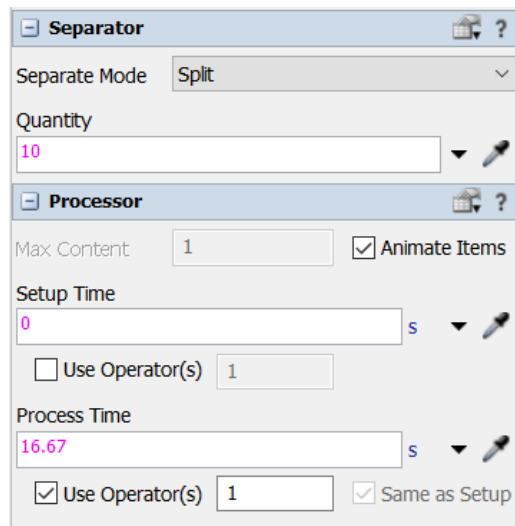 Separator ?
Separate Mode Split
Quantity
10
Processor ?
Max Content 1 Animate Items
Setup Time
0 s
Use Operator(s) 1
Process Time
16.67 s
Use Operator(s) 1 Same as Setup